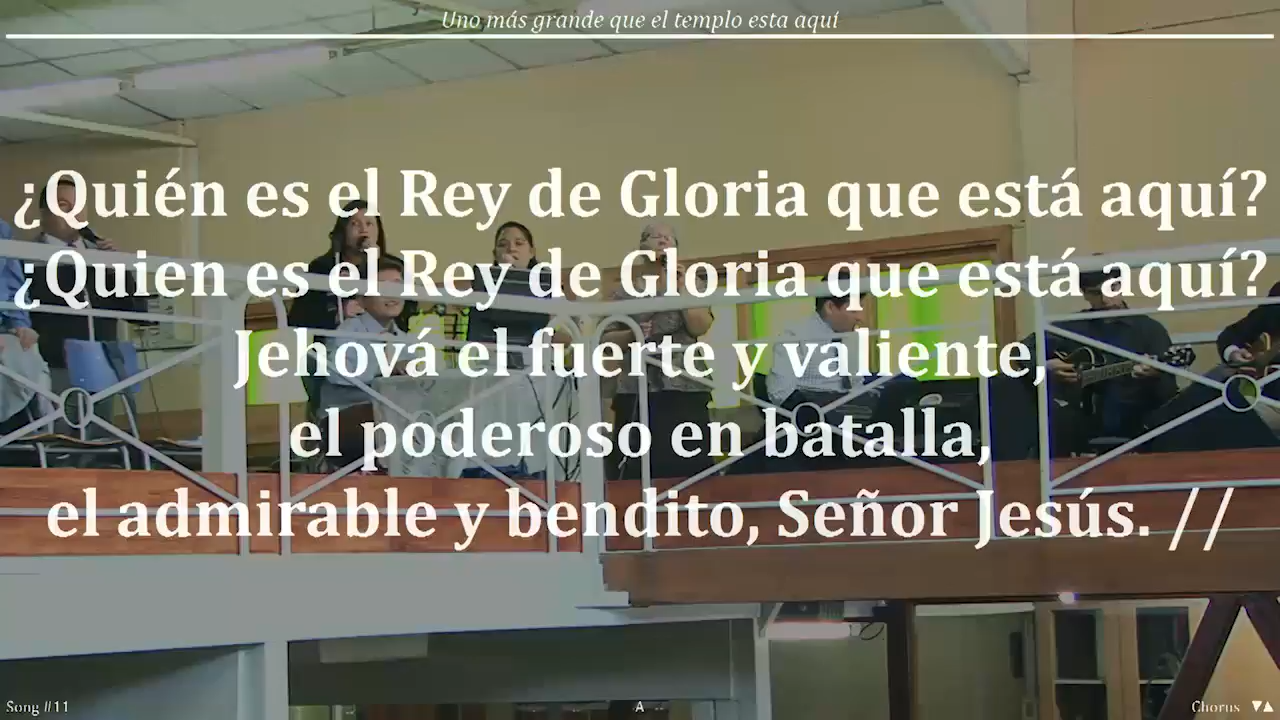 Uno más grande que el templo esta aquí
¿Quién es el Rey de Gloria que está aquí?
¿Quien es el Rey de Gloria que está aquí?
Jehová el fuerte y valiente,
el poderoso en batalla,
el admirable y bendito, Señor Jesús. //
Song #11
A
Chorus ▼▲